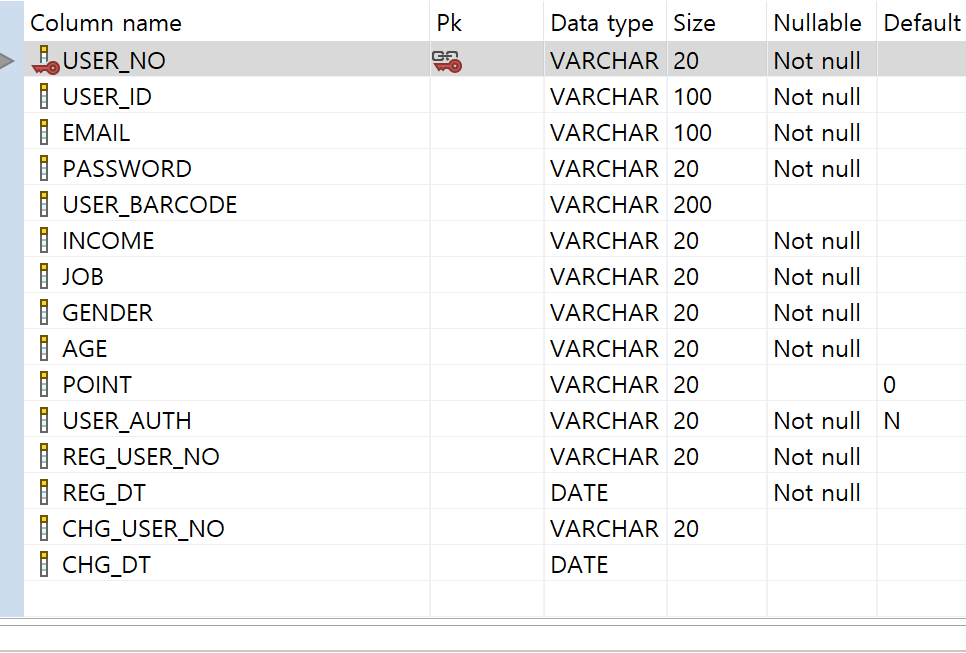 Column name Pk Data type Size Nullable Default
USER_NO VARCHAR 20 Not null
USER_ID VARCHAR 100 Not null
EMAIL VARCHAR 100 Not null
PASSWORD VARCHAR 20 Not null
USER_BARCODE VARCHAR 200
INCOME VARCHAR 20 Not null
JOB VARCHAR 20 Not null
GENDER VARCHAR 20 Not null
AGE VARCHAR 20 Not null
POINT VARCHAR 20 0
USER_AUTH VARCHAR 20 Not null N
REG_USER_NO VARCHAR 20 Not null
REG_DT DATE Not null
CHG_USER_NO VARCHAR 20
CHG_DT DATE